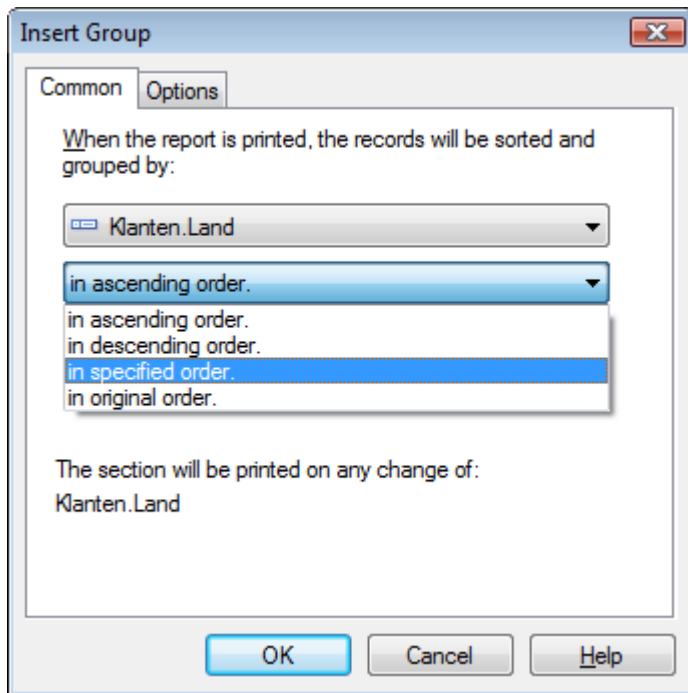 Insert Group
Common
Options
When the report is printed, the records will be sorted and
grouped by:
Klanten.Land
in ascending order.
in ascending order.
in descending order.
in specified order.
in original order.
The section will be printed on any change of:
Klanten.Land
OK
Cancel
Help